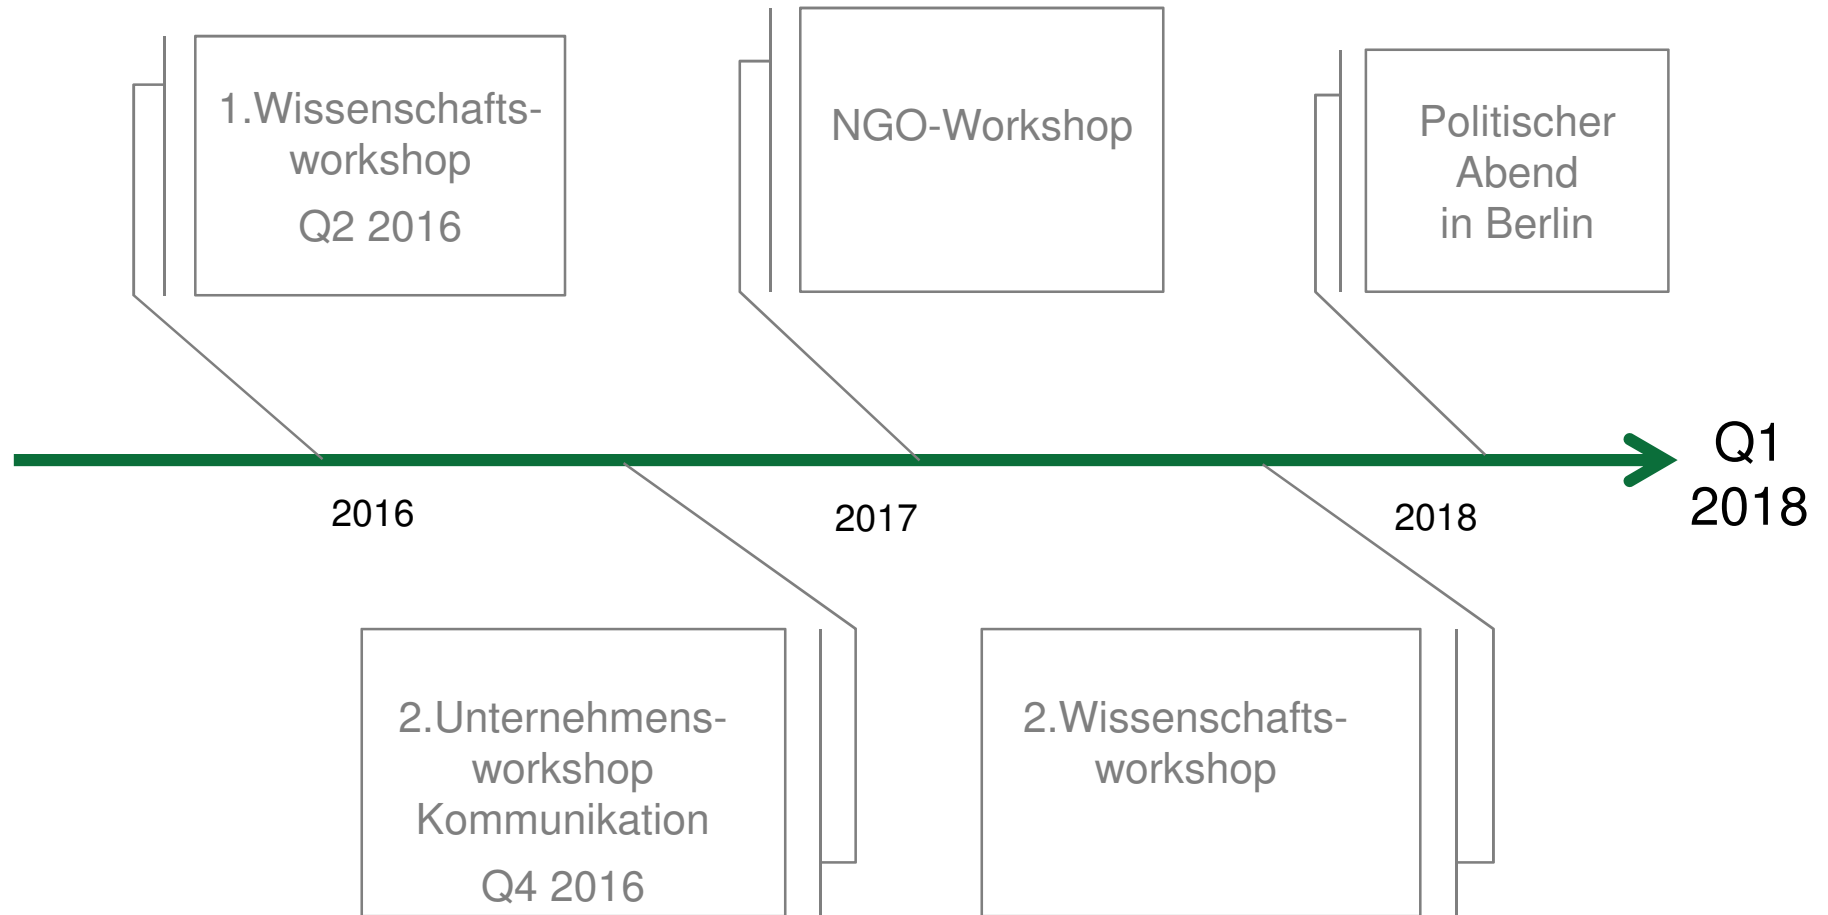 1.Wissenschafts-
workshop
Q2 2016
NGO-Workshop
Politischer
Abend
in Berlin
Q1
2018
2016
2017
2018
2.Unternehmens-
workshop
Kommunikation
Q4 2016
2.Wissenschafts-
workshop